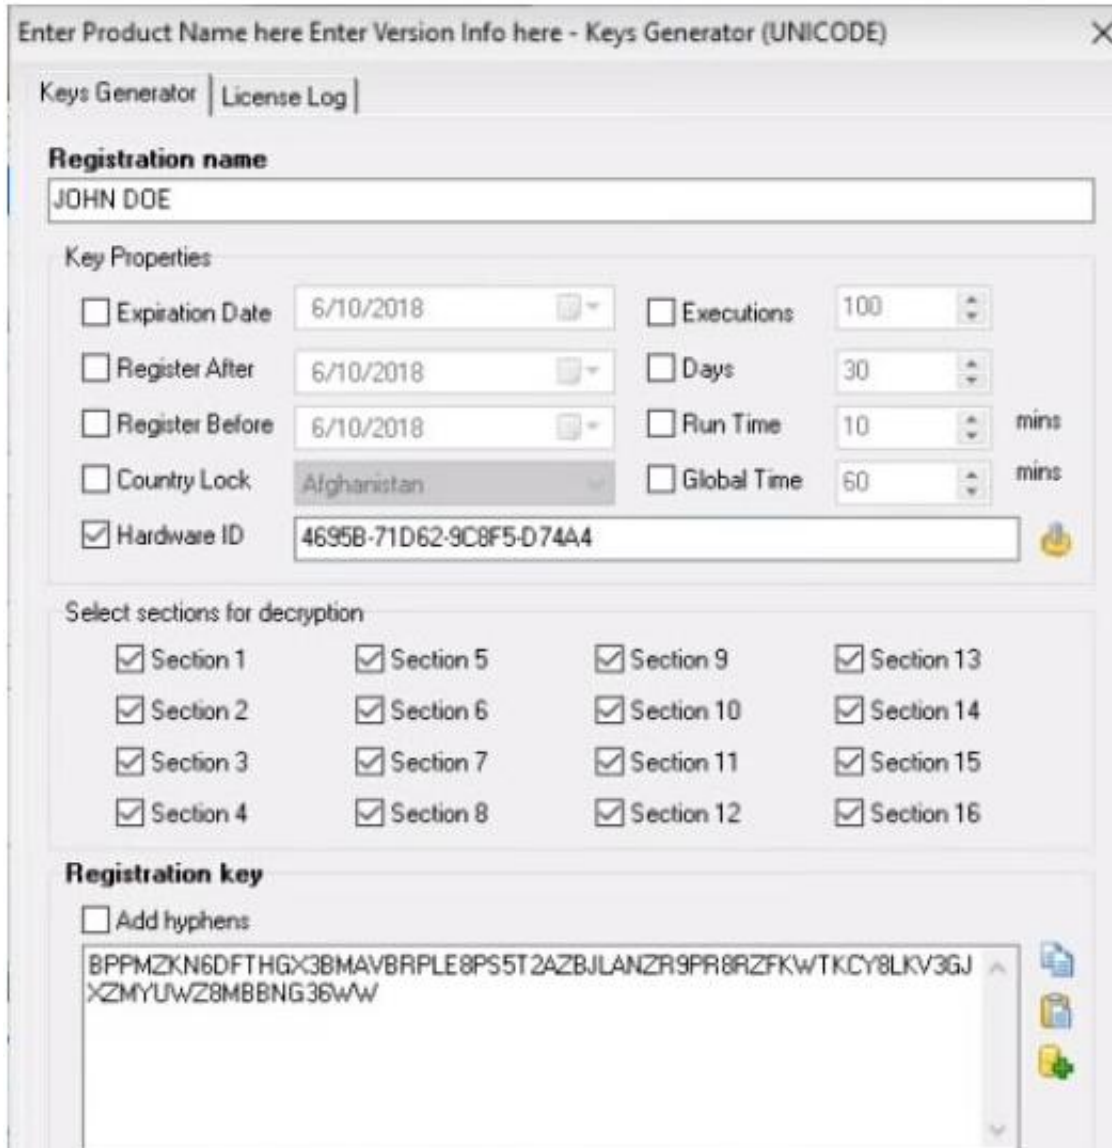 Enter Product Name here Enter Version Info here - Keys Generator (UNICODE)
Keys Generator License Log
Registration name
JOHN DOE
Key Properties
Expiration Date 6/10/2018 Executions 100
Register After 6/10/2018 Days 30
Register Before 6/10/2018 Run Time 10 mins
Country Lock Afghanistan Global Time 60 mins
Hardware ID 4695B-71D62-9C8F5-D74A4
Select sections for decryption
Section 1 Section 5 Section 9 Section 13
Section 2 Section 6 Section 10 Section 14
Section 3 Section 7 Section 11 Section 15
Section 4 Section 8 Section 12 Section 16
Registration key
Add hyphens
BPPMZKN6DFTHGX3BMAVBRPLE8PS5T2AZBJLANZR9PR8RZFKWTKCY8LKV3GJ
XZMYUWZ8MBBNG36WW